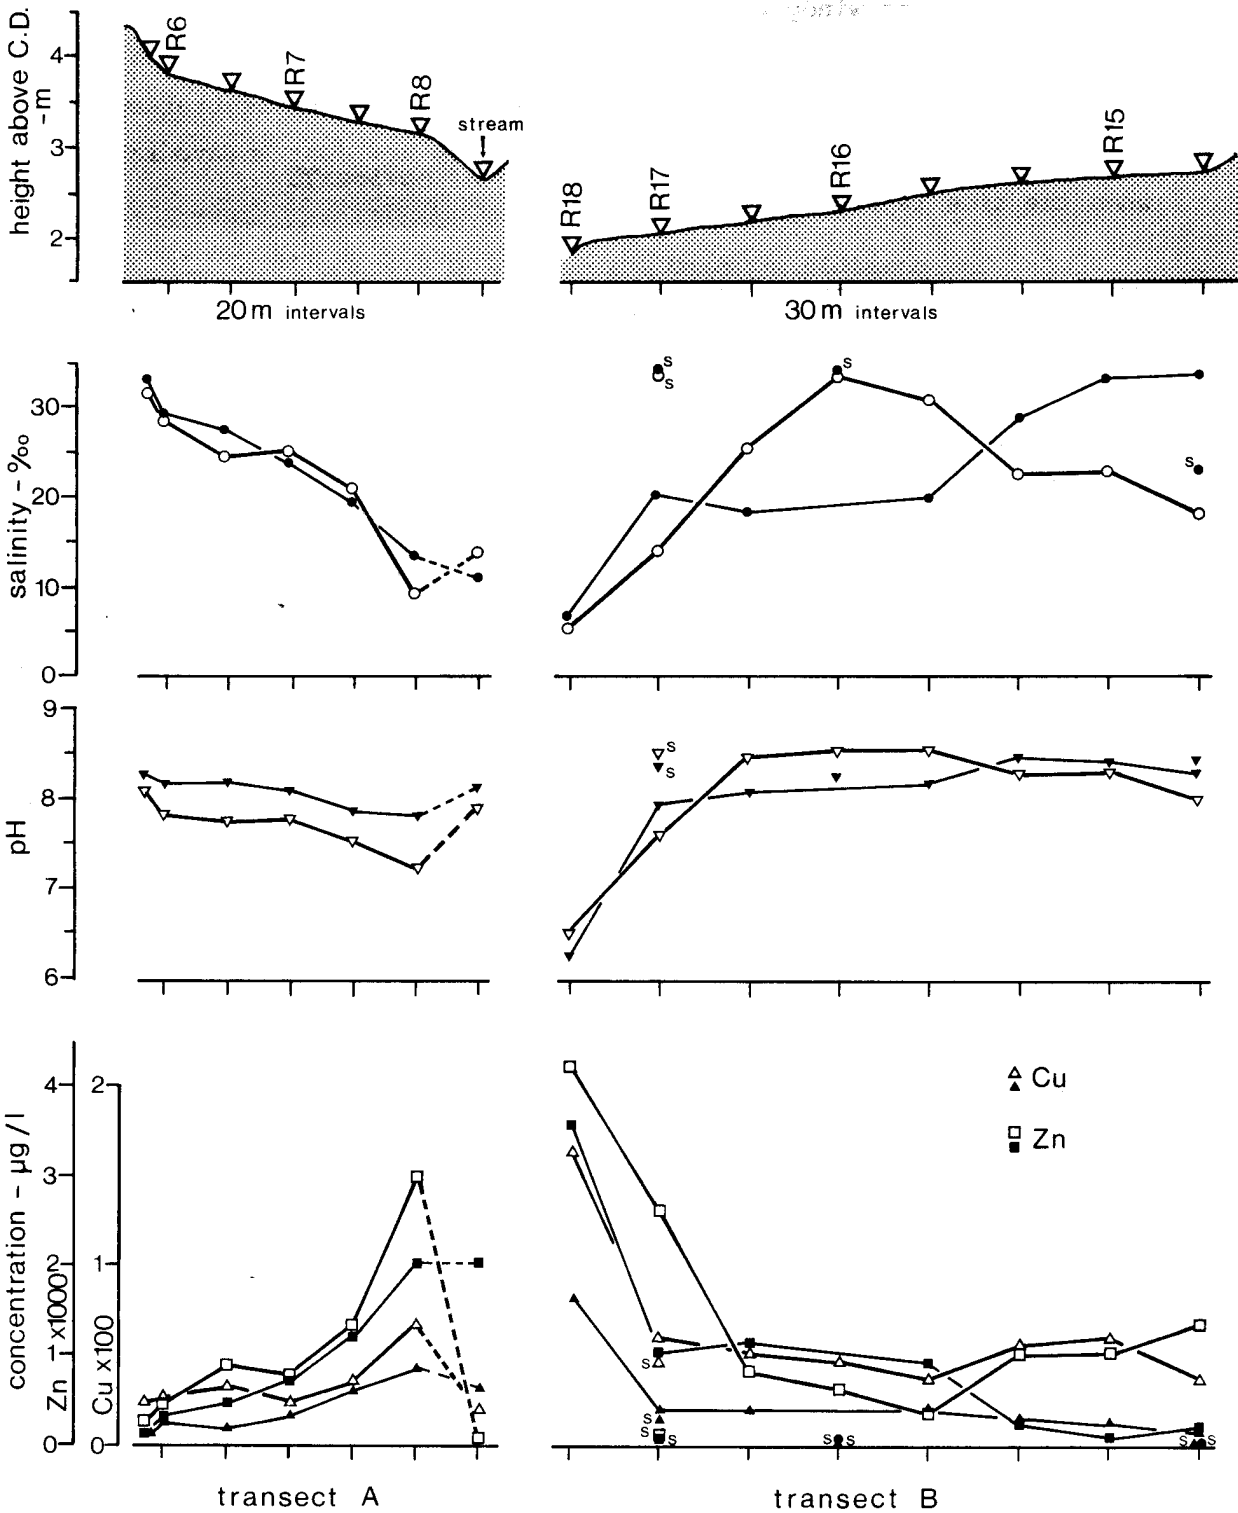 height above C.D. -m
4
3
2
R6
R7
R8
stream
R18
R17
R16
R15
20m intervals
30m intervals
salinity - ‰
30
20
10
0
s
s
s
s
pH
9
8
7
6
s
s
concentration - µg / l
Zn x1000
Cu x100
4
3
2
1
0
2
1
0
Cu
Zn
s
s
s s
s s
s s
transect A
transect B